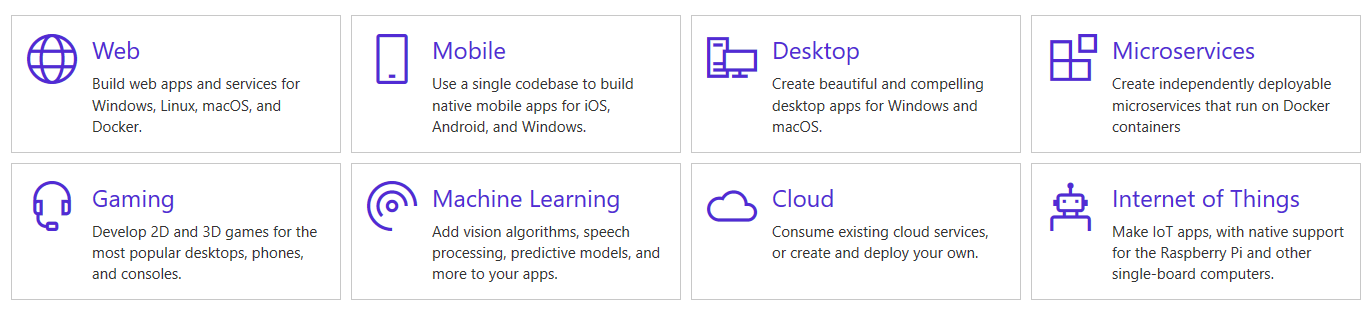 Web
Build web apps and services for
Windows, Linux, macOS, and
Docker.
Mobile
Use a single codebase to build
native mobile apps for iOS,
Android, and Windows.
Desktop
Create beautiful and compelling
desktop apps for Windows and
macOS.
Microservices
Create independently deployable
microservices that run on Docker
containers
Gaming
Develop 2D and 3D games for the
most popular desktops, phones,
and consoles.
Machine Learning
Add vision algorithms, speech
processing, predictive models, and
more to your apps.
Cloud
Consume existing cloud services,
or create and deploy your own.
Internet of Things
Make IoT apps, with native support
for the Raspberry Pi and other
single-board computers.